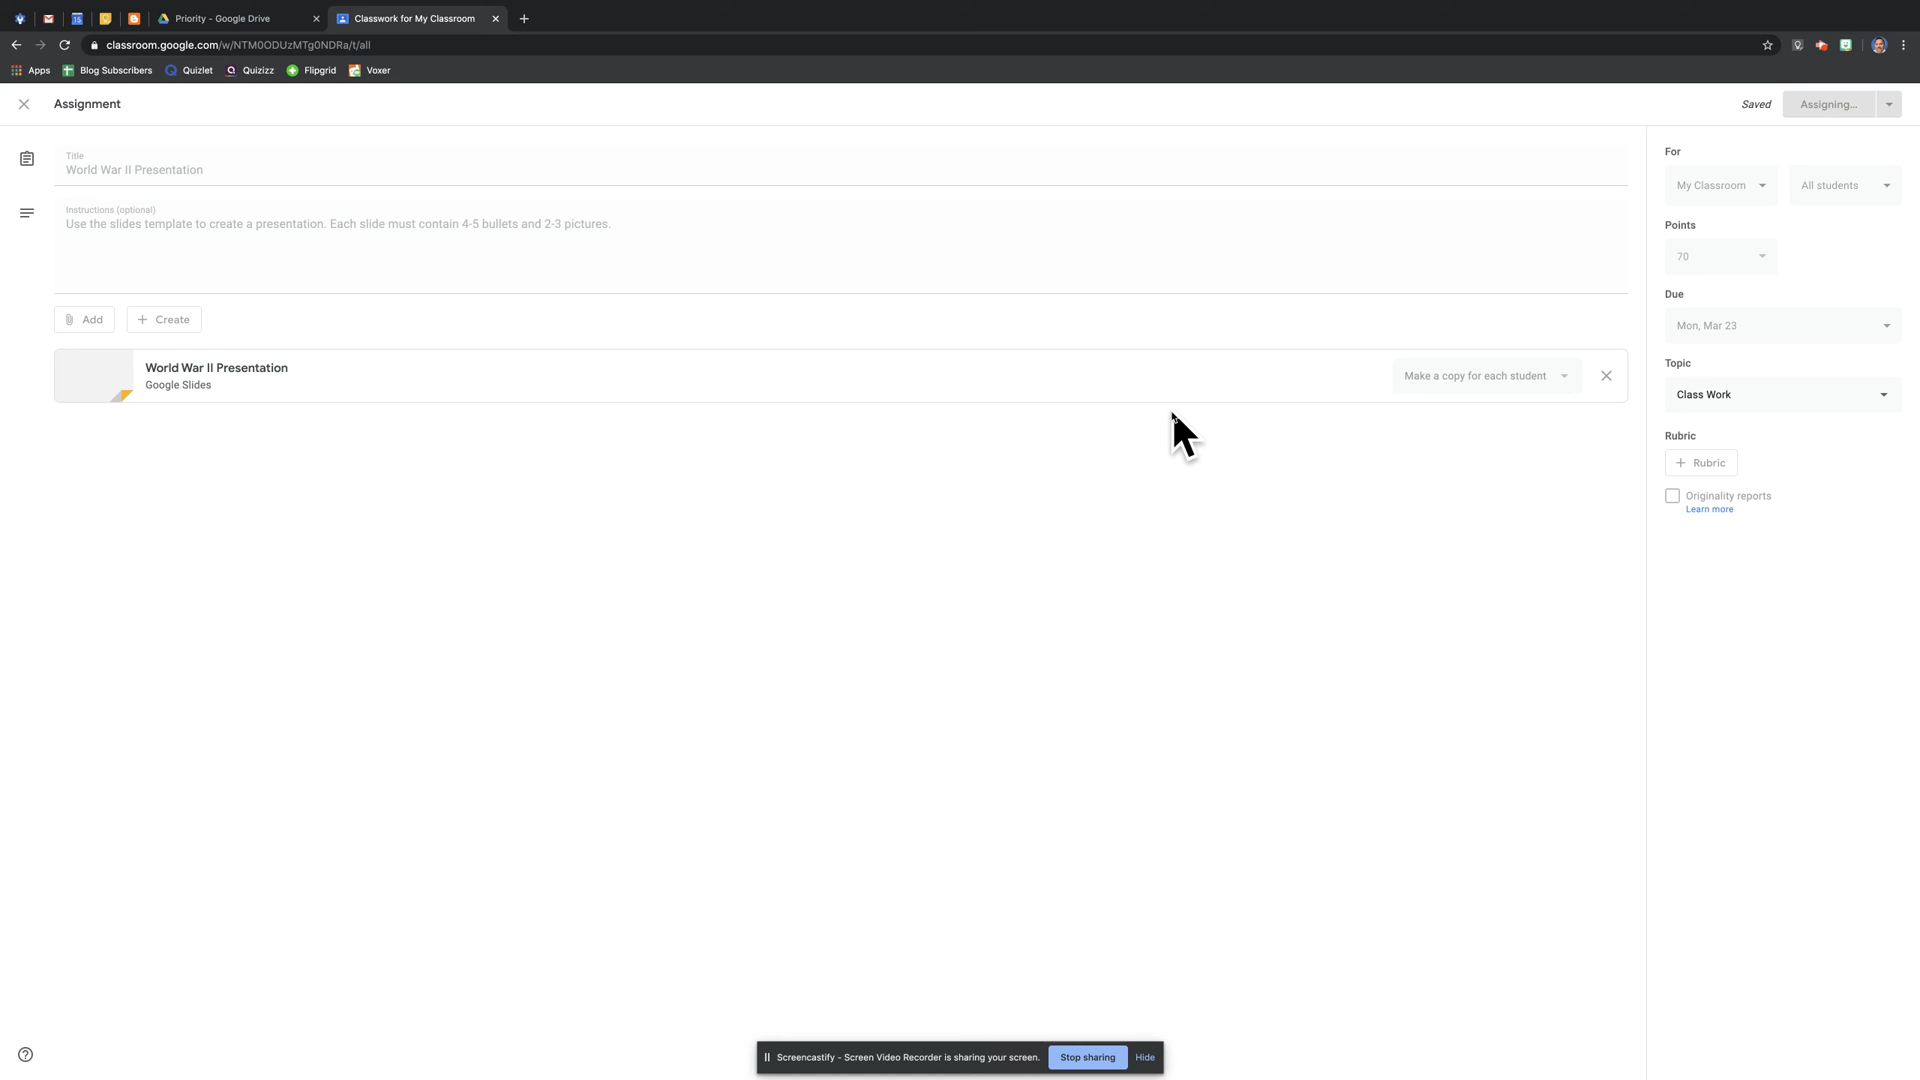 Priority - Google Drive
Classwork for My Classroom
classroom.google.com/w/NTM0ODUzMTg0NDRa/t/all
Apps
Blog Subscribers
Quizlet
Quizizz
Flipgrid
Voxer
Assignment
Saved
Assigning...
Title
World War II Presentation
Instructions (optional)
Use the slides template to create a presentation. Each slide must contain 4-5 bullets and 2-3 pictures.
Add
Create
World War II Presentation
Google Slides
Make a copy for each student
For
My Classroom
All students
Points
70
Due
Mon, Mar 23
Topic
Class Work
Rubric
Rubric
Originality reports
Learn more
Screencastify - Screen Video Recorder is sharing your screen.
Stop sharing
Hide